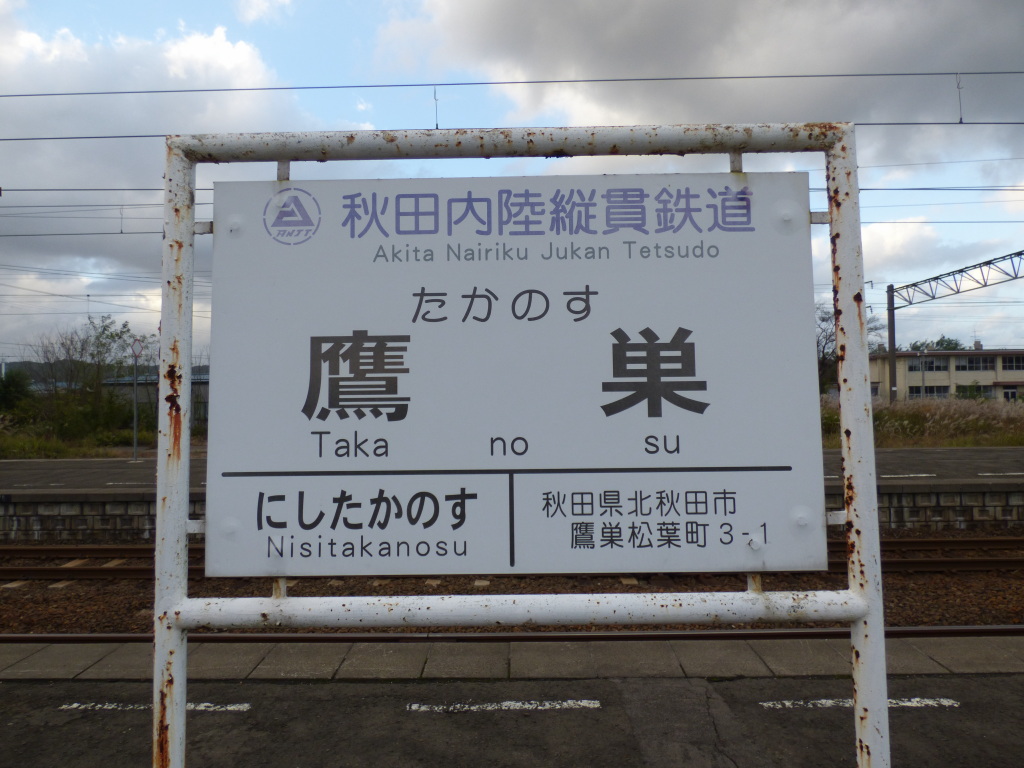 秋田内陸縦貫鉄道
Akita Nairiku Jukan Tetsudo
たかのす
鷹 巣
Taka no su
にしたかのす
Nisitakanosu
秋田県北秋田市
鷹巣松葉町3-1